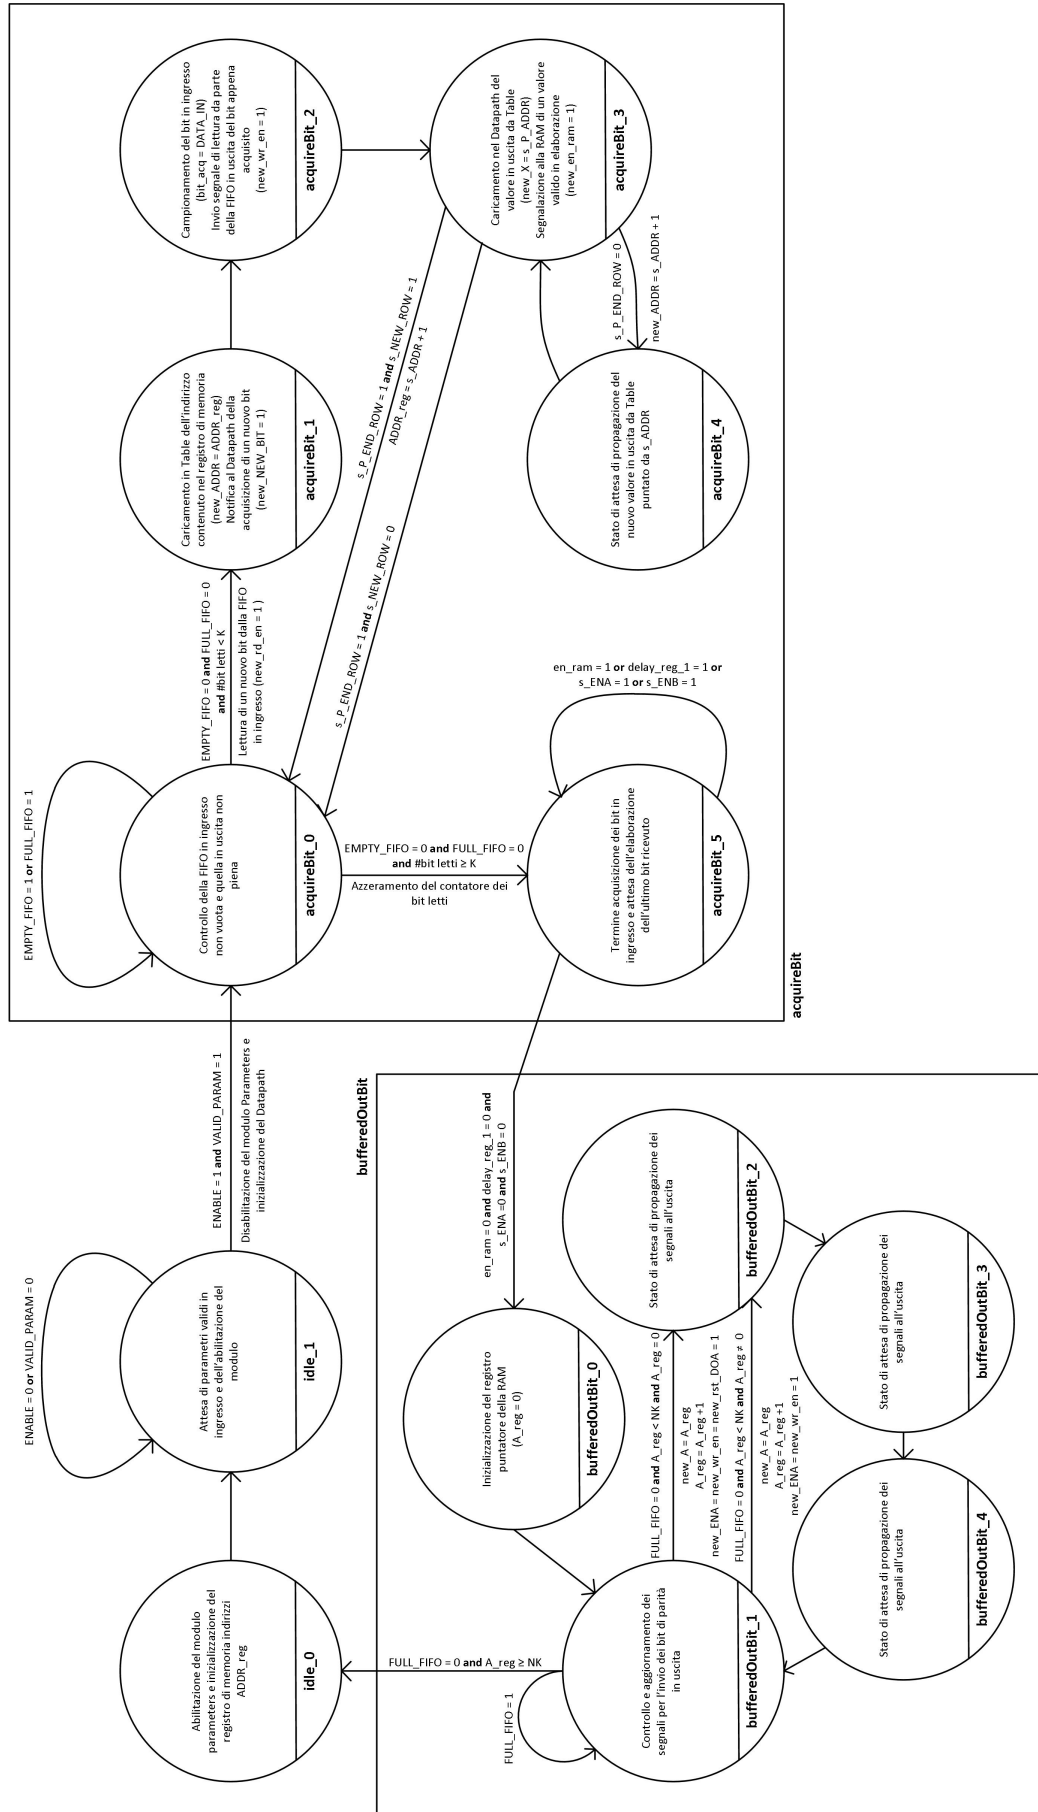 Abilitazione del modulo
parameters e inizializzazione del
registro di memoria indirizzi
ADDR_reg
idle_0
ENABLE = 0 or VALID_PARAM = 0
Attesa di parametri validi in
ingresso e dell'abilitazione del
modulo
idle_1
ENABLE = 1 and VALID_PARAM = 1
Disabilitazione del modulo Parameters e
inizializzazione del Datapath
EMPTY_FIFO = 1 or FULL_FIFO = 1
Controllo della FIFO in ingresso
non vuota e quella in uscita non
piena
acquireBit_0
EMPTY_FIFO = 0 and FULL_FIFO = 0
and #bit letti < K
Lettura di un nuovo bit dalla FIFO
in ingresso (new_rd_en = 1 )
Caricamento in Table dell'indirizzo
contenuto nel registro di memoria
(new_ADDR = ADDR_reg)
Notifica al Datapath della
acquisizione di un nuovo bit
(new_NEW_BIT = 1)
acquireBit_1
Campionamento del bit in ingresso
(bit_acq = DATA_IN)
Invio segnale di lettura da parte
della FIFO in uscita del bit appena
acquisito
(new_wr_en = 1)
acquireBit_2
s_P_END_ROW = 1 and s_NEW_ROW = 1
ADDR_reg = s_ADDR + 1
s_P_END_ROW = 1 and s_NEW_ROW = 0
Caricamento nel Datapath del
valore in uscita da Table
(new_X = s_P_ADDR)
Segnalazione alla RAM di un valore
valido in elaborazione
(new_en_ram = 1)
acquireBit_3
s_P_END_ROW = 0
new_ADDR = s_ADDR + 1
Stato di attesa di propagazione del
nuovo valore in uscita da Table
puntato da s_ADDR
acquireBit_4
EMPTY_FIFO = 0 and FULL_FIFO = 0
and #bit letti ≥ K
Azzeramento del contatore dei
bit letti
en_ram = 1 or delay_reg_1 = 1 or
s_ENA = 1 or s_ENB = 1
Termine acquisizione dei bit in
ingresso e attesa dell'elaborazione
dell'ultimo bit ricevuto
acquireBit_5
acquireBit
bufferedOutBit
en_ram = 0 and delay_reg_1 = 0 and
s_ENA =0 and s_ENB = 0
Inizializzazione del registro
puntatore della RAM
(A_reg = 0)
bufferedOutBit_0
FULL_FIFO = 0 and A_reg ≥ NK
FULL_FIFO = 1
Controllo e aggiornamento dei
segnali per l'invio dei bit di parità
in uscita
bufferedOutBit_1
FULL_FIFO = 0 and A_reg < NK and A_reg = 0
new_A = A_reg
A_reg = A_reg +1
new_ENA = new_wr_en = new_rst_DOA = 1
FULL_FIFO = 0 and A_reg < NK and A_reg ≠ 0
new_A = A_reg
A_reg = A_reg +1
new_ENA = new_wr_en = 1
Stato di attesa di propagazione dei
segnali all'uscita
bufferedOutBit_2
Stato di attesa di propagazione dei
segnali all'uscita
bufferedOutBit_3
Stato di attesa di propagazione dei
segnali all'uscita
bufferedOutBit_4